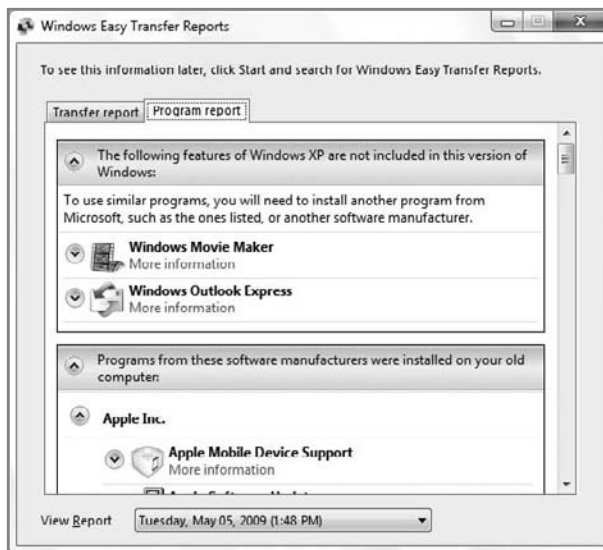 Windows Easy Transfer Reports
To see this information later, click Start and search for Windows Easy Transfer Reports.
Transfer report
Program report
The following features of Windows XP are not included in this version of
Windows:
To use similar programs, you will need to install another program from
Microsoft, such as the ones listed, or another software manufacturer.
Windows Movie Maker
More information
Windows Outlook Express
More information
Programs from these software manufacturers were installed on your old
computer:
Apple Inc.
Apple Mobile Device Support
More information
View Report
Tuesday, May 05, 2009 (1:48 PM)